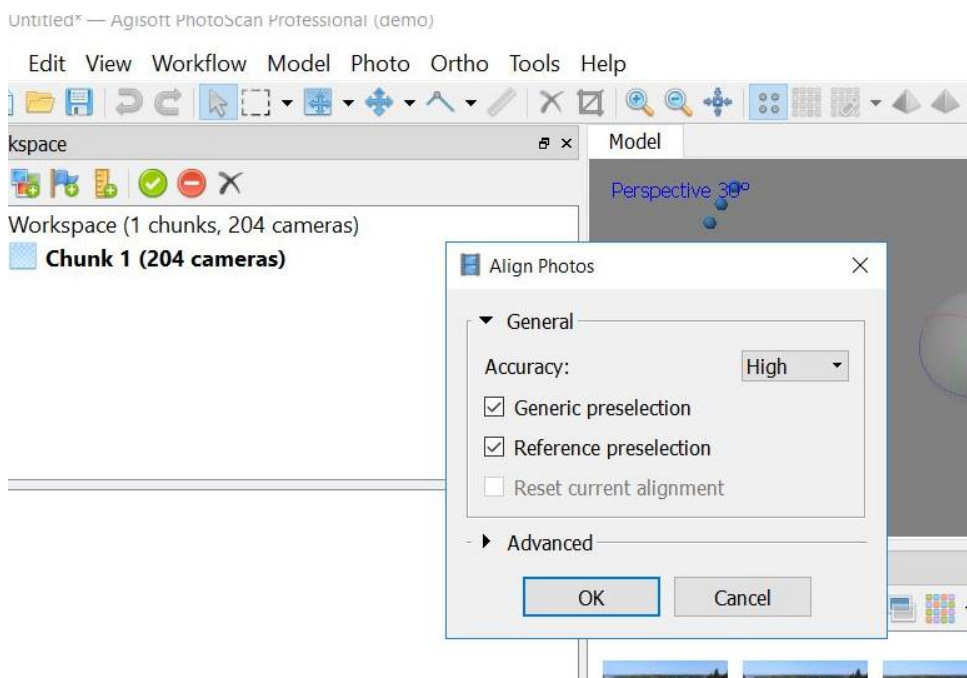 Untitled* — Agisoft PhotoScan Professional (demo)
Edit View Workflow Model Photo Ortho Tools Help
kspace
Model
Perspective 30°
Workspace (1 chunks, 204 cameras)
Chunk 1 (204 cameras)
Align Photos
General
Accuracy: High
Generic preselection
Reference preselection
Reset current alignment
Advanced
OK Cancel